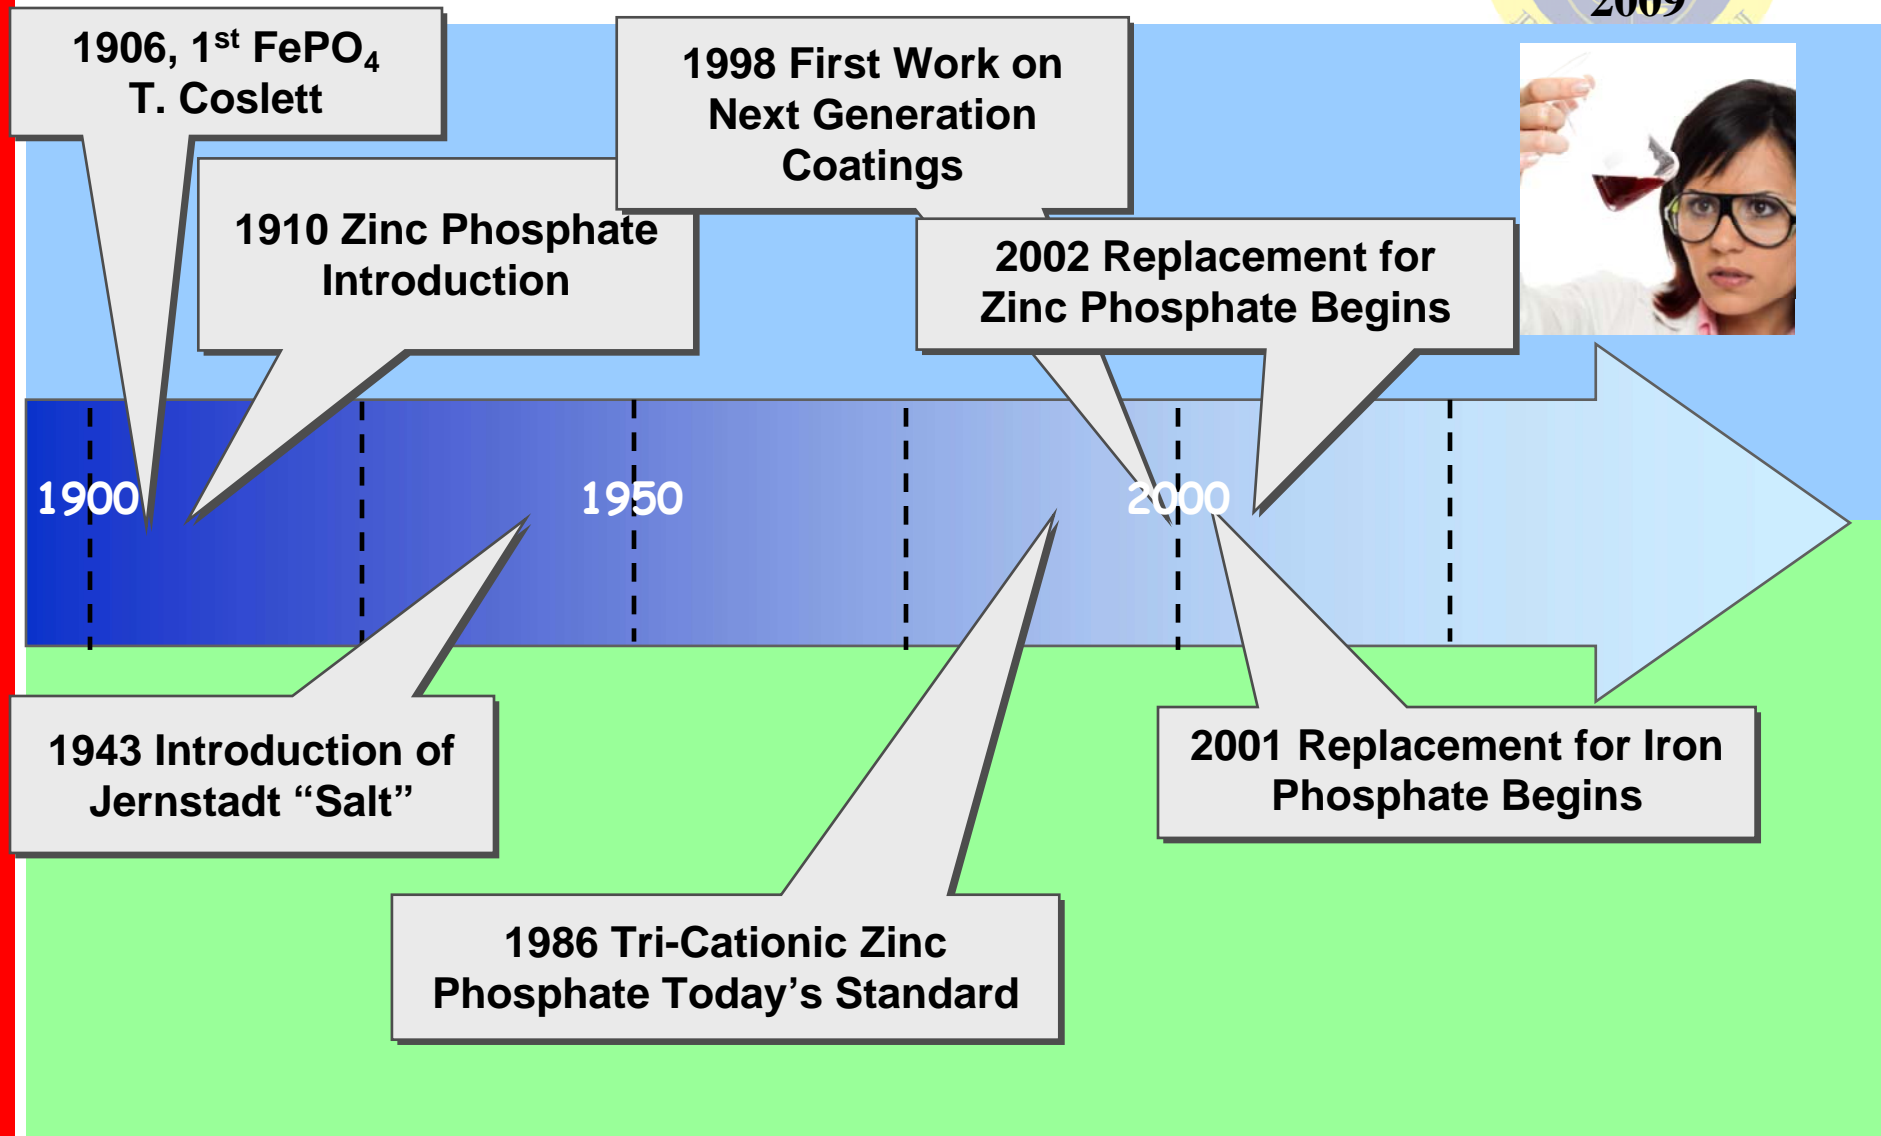 2009
1906, 1st FePO4
T. Coslett
1998 First Work on
Next Generation
Coatings
1910 Zinc Phosphate
Introduction
2002 Replacement for
Zinc Phosphate Begins
1900
1950
2000
1943 Introduction of
Jernstadt “Salt”
2001 Replacement for Iron
Phosphate Begins
1986 Tri-Cationic Zinc
Phosphate Today’s Standard